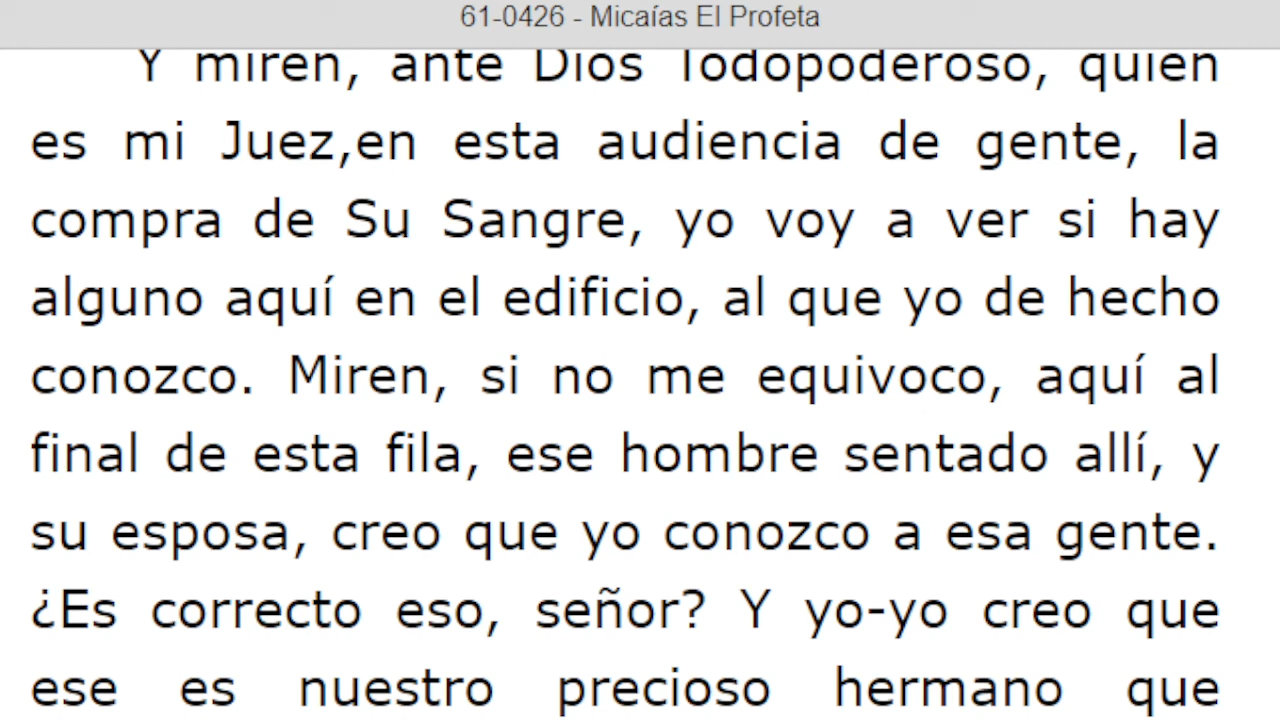 61-0426 - Micaías El Profeta
Y miren, ante Dios Todopoderoso, quien
es mi Juez,en esta audiencia de gente, la
compra de Su Sangre, yo voy a ver si hay
alguno aquí en el edificio, al que yo de hecho
conozco. Miren, si no me equivoco, aquí al
final de esta fila, ese hombre sentado allí, y
su esposa, creo que yo conozco a esa gente.
¿Es correcto eso, señor? Y yo-yo creo que
ese es nuestro precioso hermano que